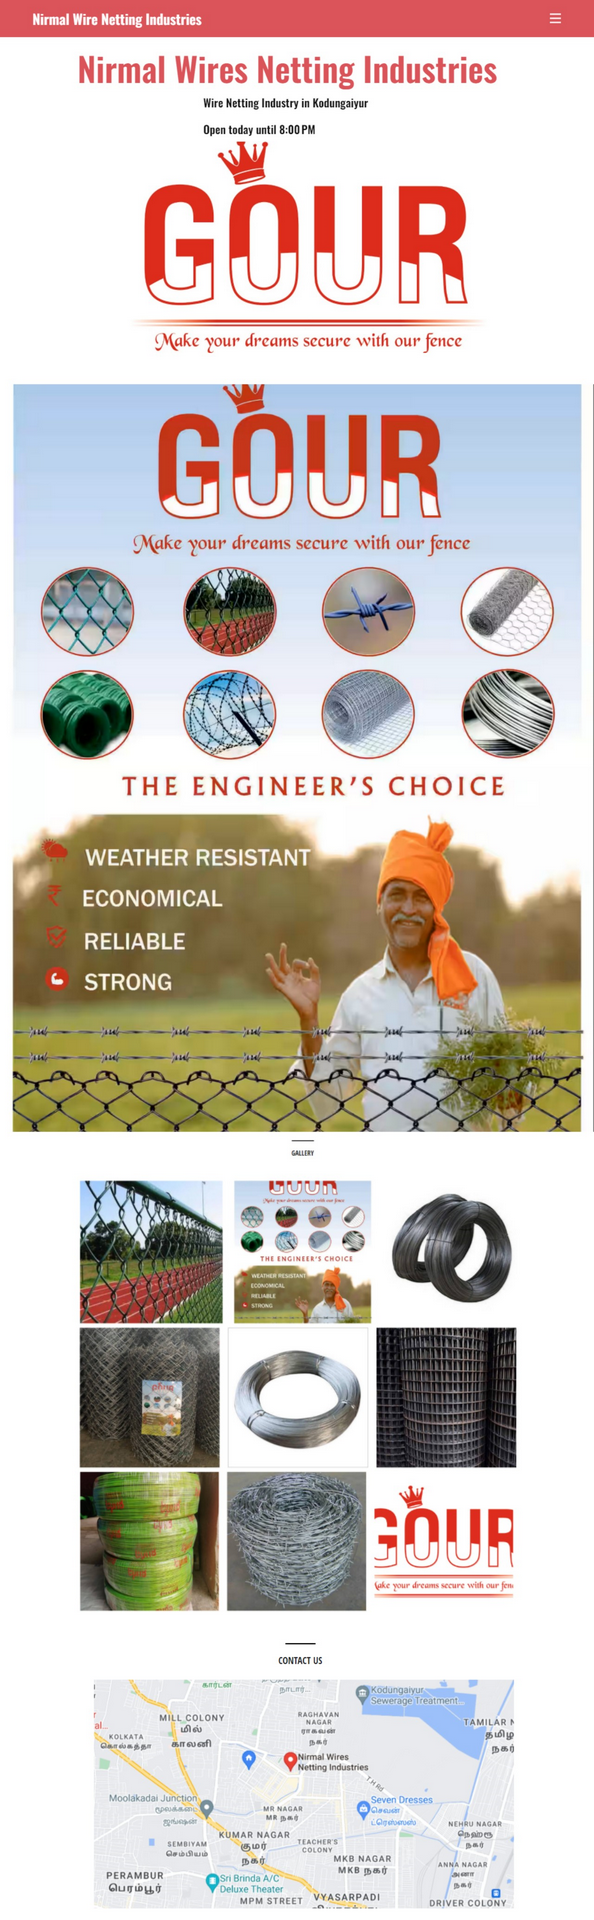 Nirmal Wire Netting Industries
Nirmal Wires Netting Industries
Wire Netting Industry in Kodungaiyur
Open today until 8:00 PM
GOUR
Make your dreams secure with our fence
GOUR
Make your dreams secure with our fence
THE ENGINEER'S CHOICE
WEATHER RESISTANT
ECONOMICAL
RELIABLE
STRONG
GALLERY
GOUR
Make your dreams secure with our fence
THE ENGINEER'S CHOICE
WEATHER RESISTANT
ECONOMICAL
RELIABLE
STRONG
GOUR
ake your dreams secure with our fen
CONTACT US
கார்டன்
நாடார்...
Kodungaiyur
Sewerage Treatment...
MILL COLONY
மில்
காலனி
RAGHAVAN
NAGAR
ராகவன்
நகர்
TAMILAR N
தமிழ
நகர்
al...
KOLKATA
கொல்கத்தா
Nirmal Wires
Netting Industries
T H Rd
Moolakadai Junction
மூலக்கடை
ஜங்ஷன்
MR NAGAR
MR நகர்
Seven Dresses
செவன்
ட்ரெஸ்ஸஸ்
NEHRU NAGAR
நெஹ்ரூ
நகர்
SEMBIYAM
செம்பியம்
KUMAR NAGAR
குமர்
நகர்
TEACHER'S
COLONY
MKB NAGAR
MKB நகர்
ANNA NAGAR
அனா
நகர்
PERAMBUR
பெரம்பூர்
Sri Brinda A/C
Deluxe Theater
MPM STREET
VYASARPADI
DRIVER COLONY